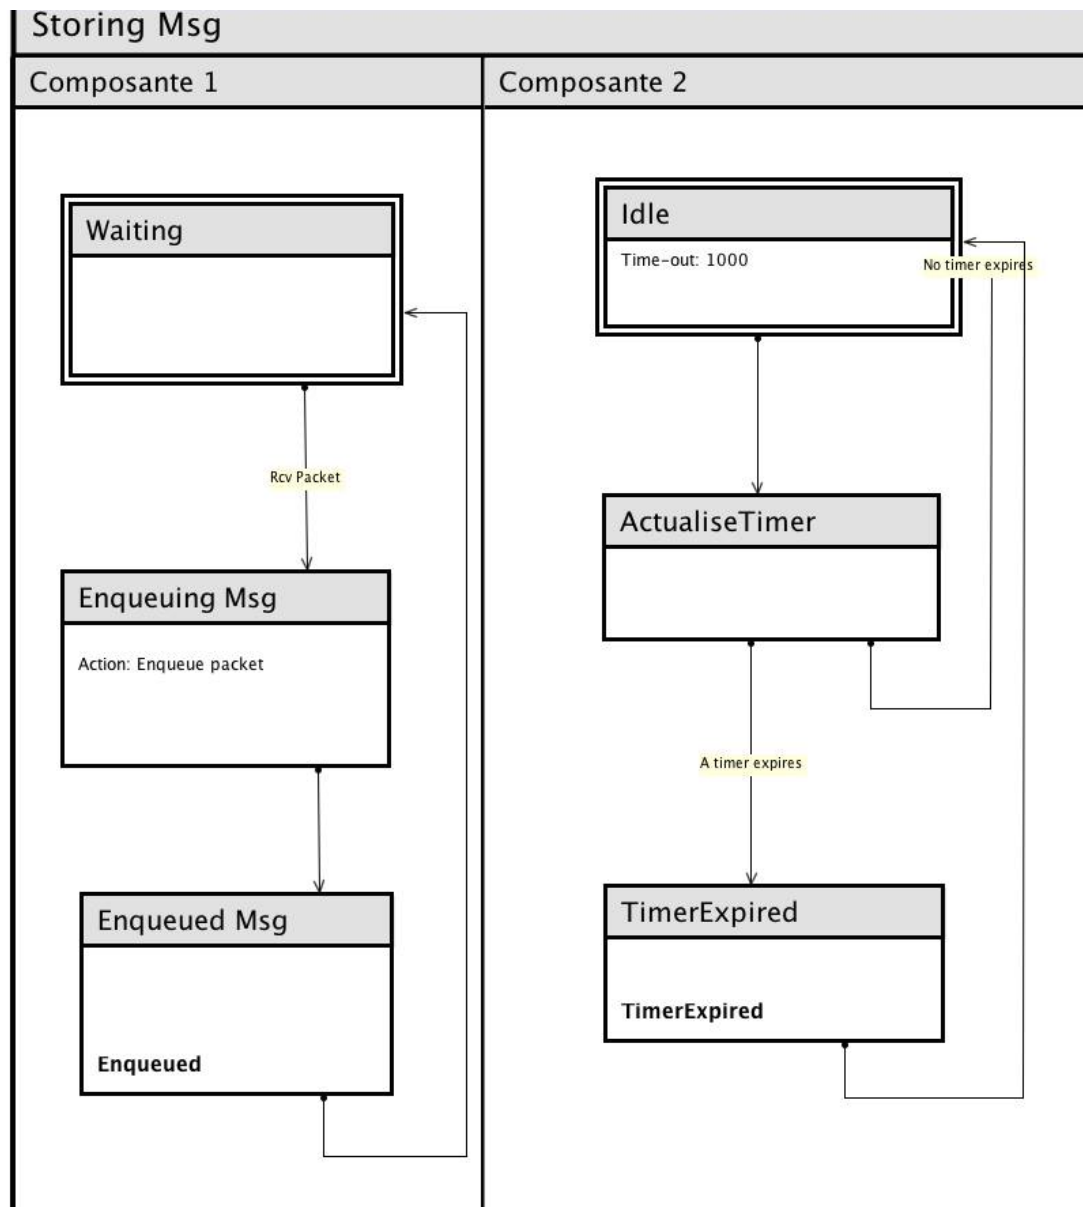 Storing Msg
Composante 1
Waiting
Rcv Packet
Enqueuing Msg
Action: Enqueue packet
Enqueued Msg
Enqueued
Composante 2
Idle
Time-out: 1000
No timer expires
ActualiseTimer
A timer expires
TimerExpired
TimerExpired